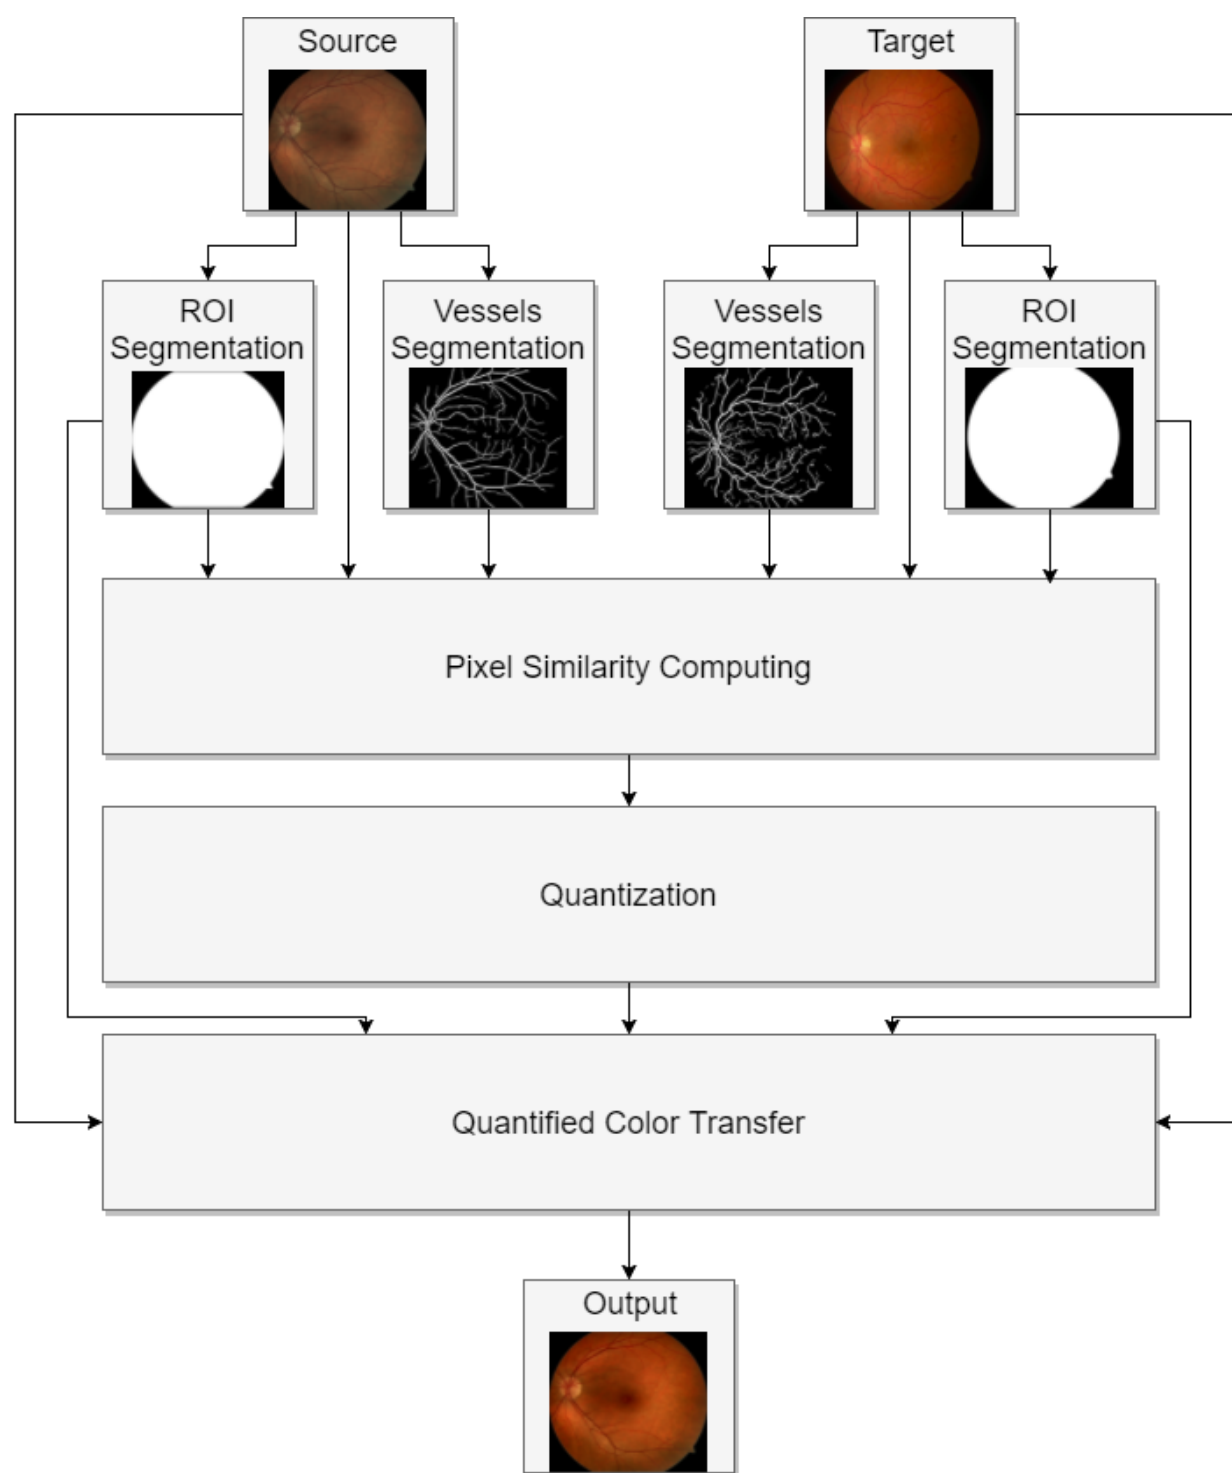 Source
Target
ROI
Segmentation
Vessels
Segmentation
Vessels
Segmentation
ROI
Segmentation
Pixel Similarity Computing
Quantization
Quantified Color Transfer
Output